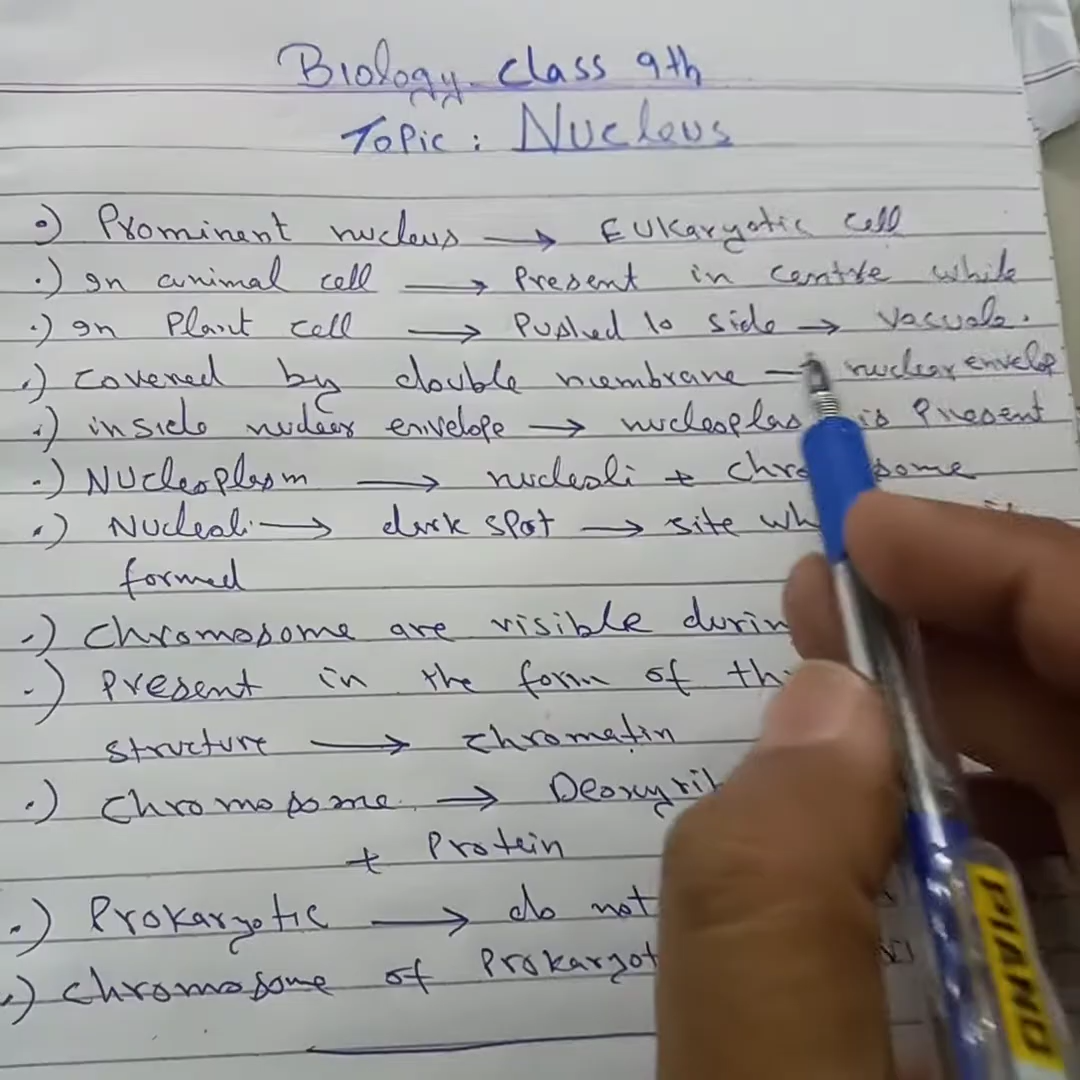 Biology class 9th
Topic: Nucleus
Prominent nucleus → Eukaryotic cell
.) In animal cell → Present in centre while
.) In Plant cell → Pushed to side → vacuole.
.) covered by double membrane → nuclear envelop
.) inside nuclear envelope → nucleoplas is Present
.) Nucleoplasm → nucleoli + chr some
.) Nucleoli → dark spot → site wh
formed
.) Chromosome are visible durin
.) Present in the form of th
structure → chromatin
.) Chromosome → Deoxyri
+ Protein
.) Prokaryotic → do not
.) Chromosome of Prokaryot
PIANO